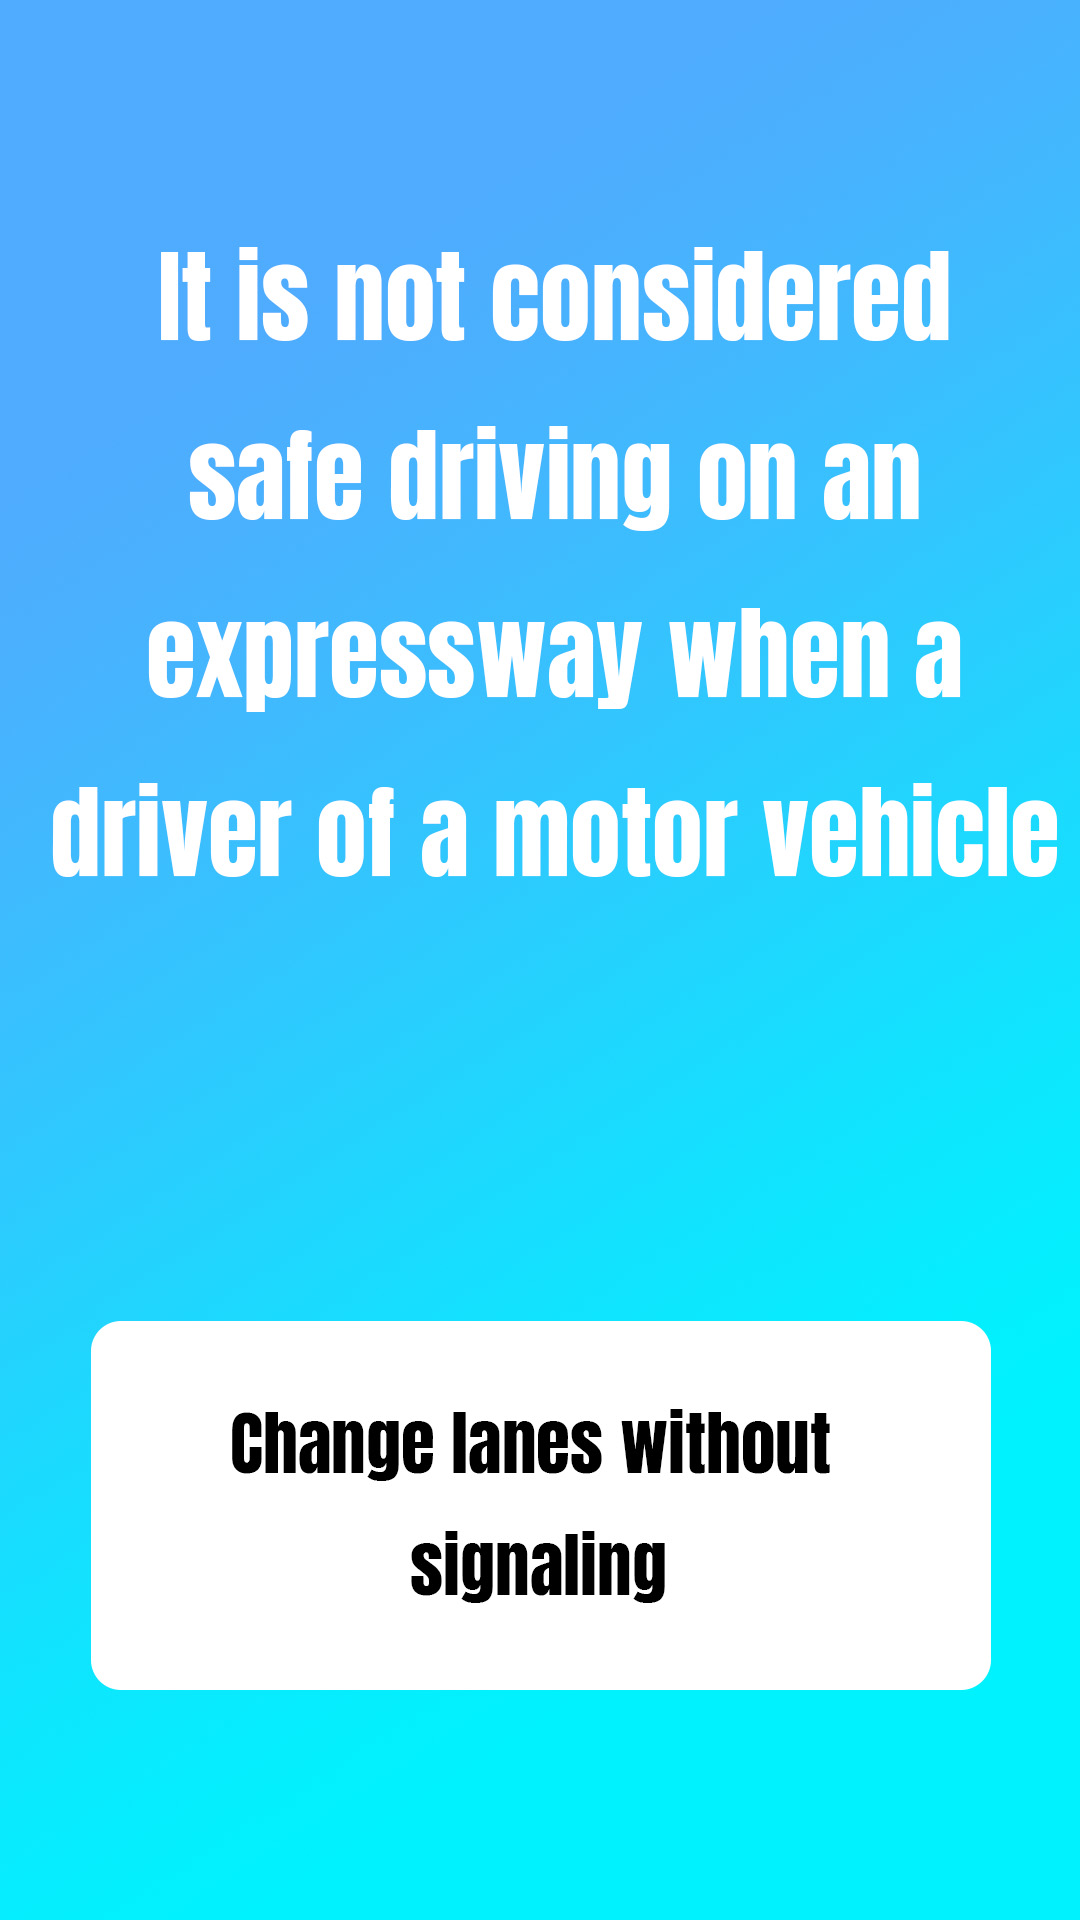 It is not considered
safe driving on an
expressway when a
driver of a motor vehicle
Change lanes without
signaling